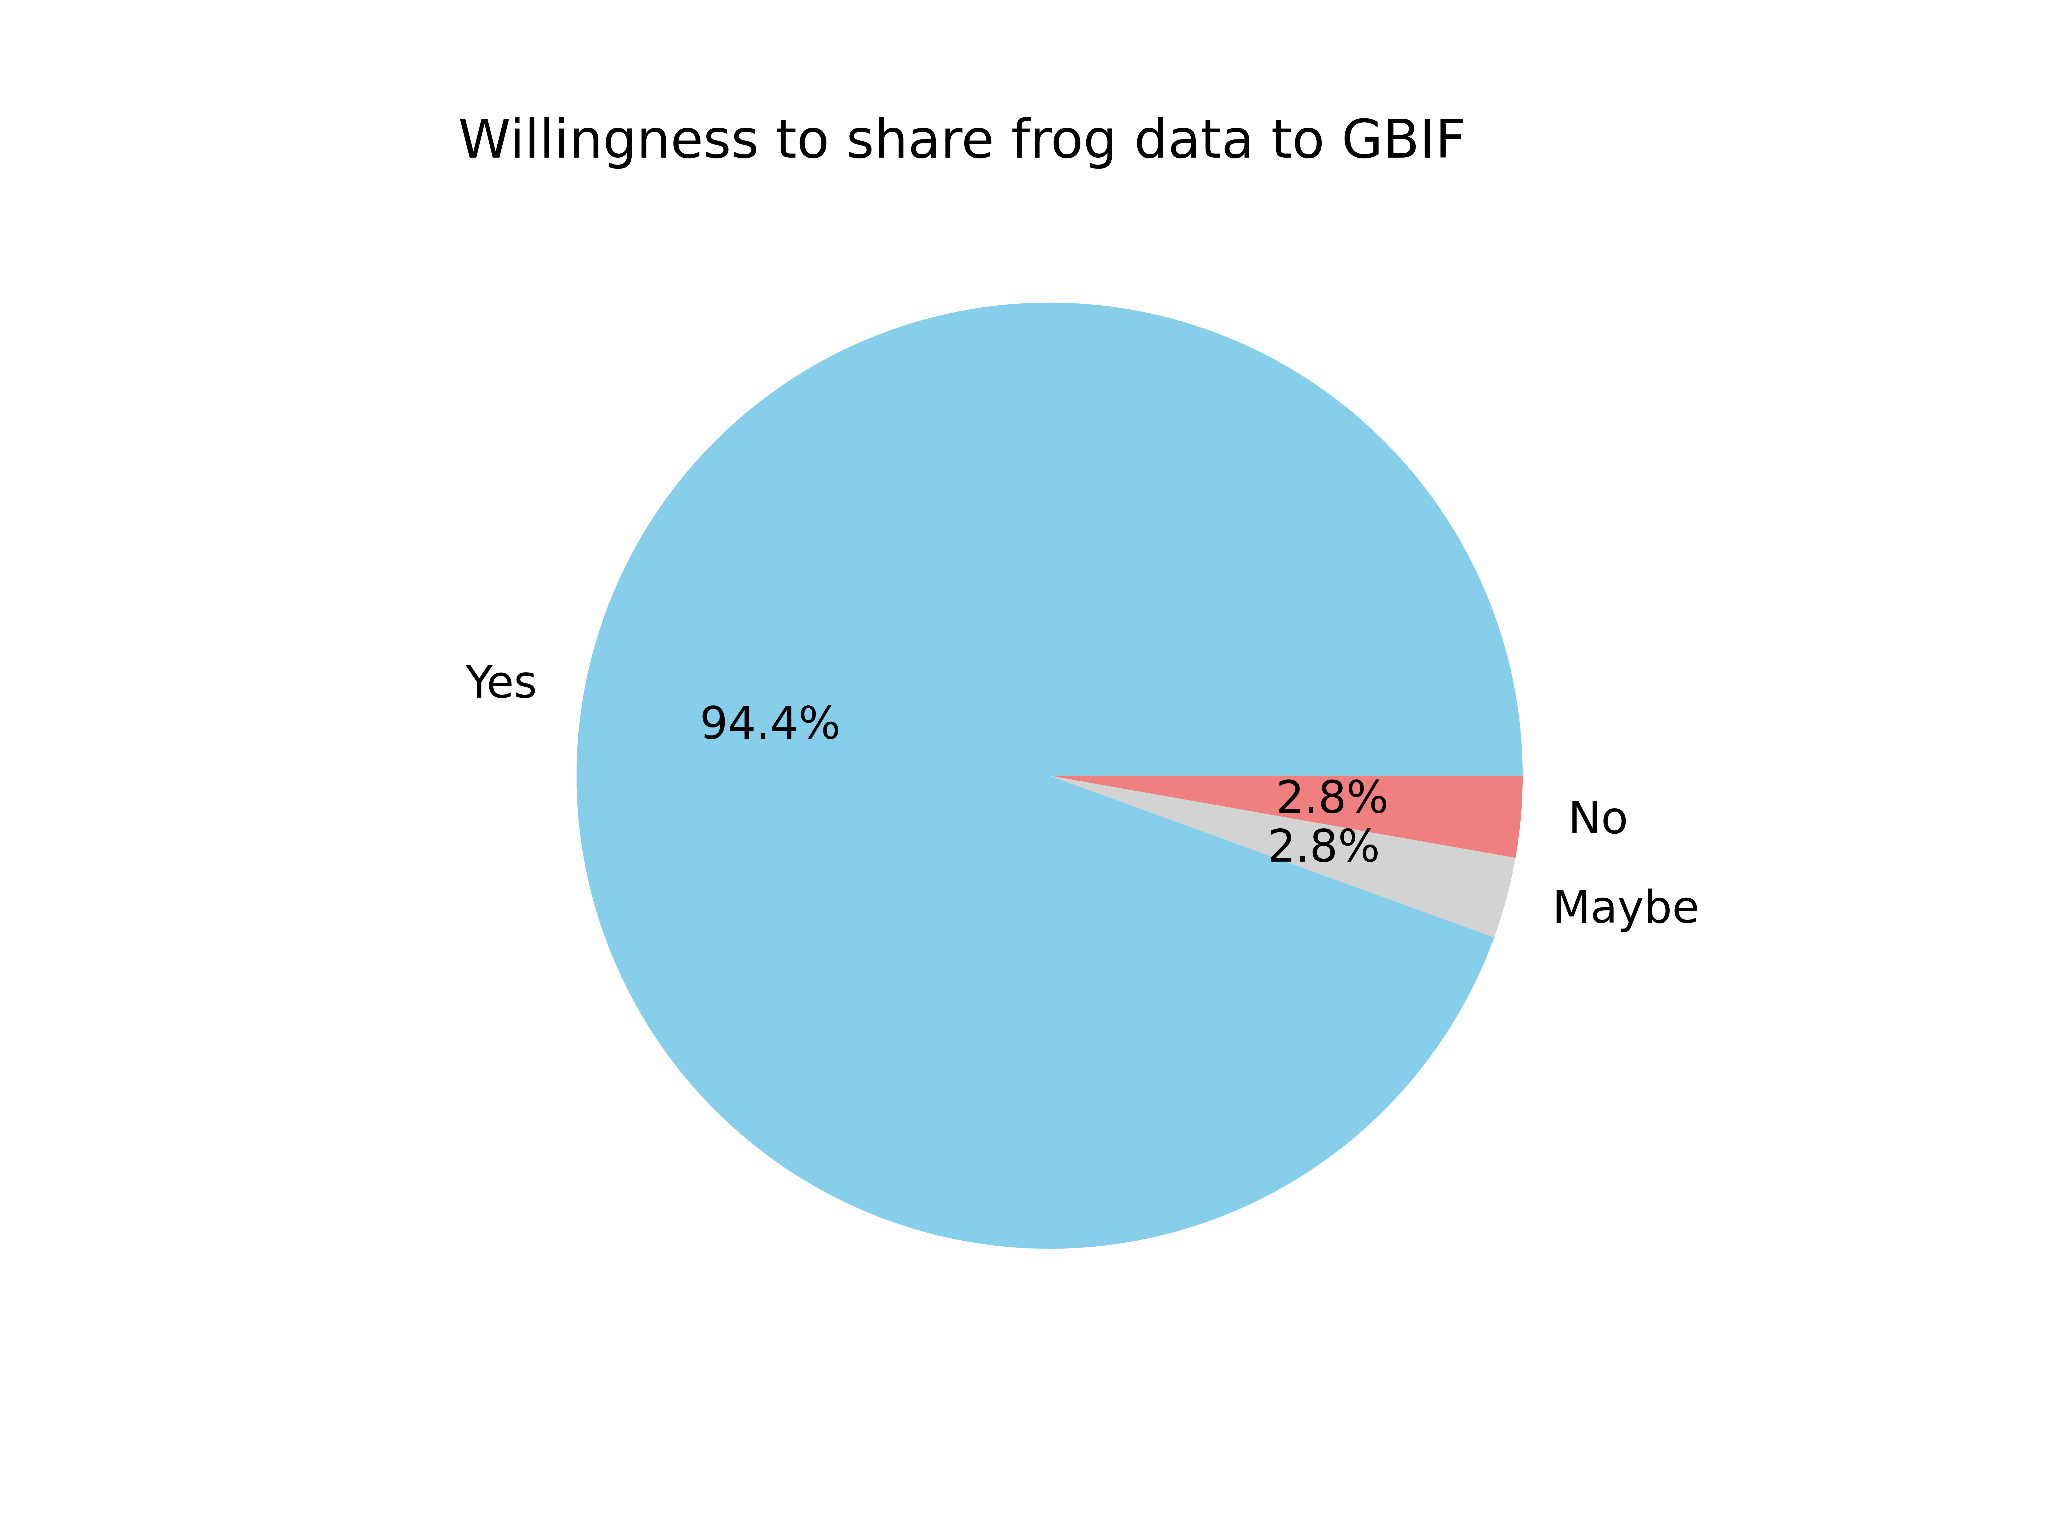 Willingness to share frog data to GBIF
Yes
94.4%
2.8%
No
2.8%
Maybe